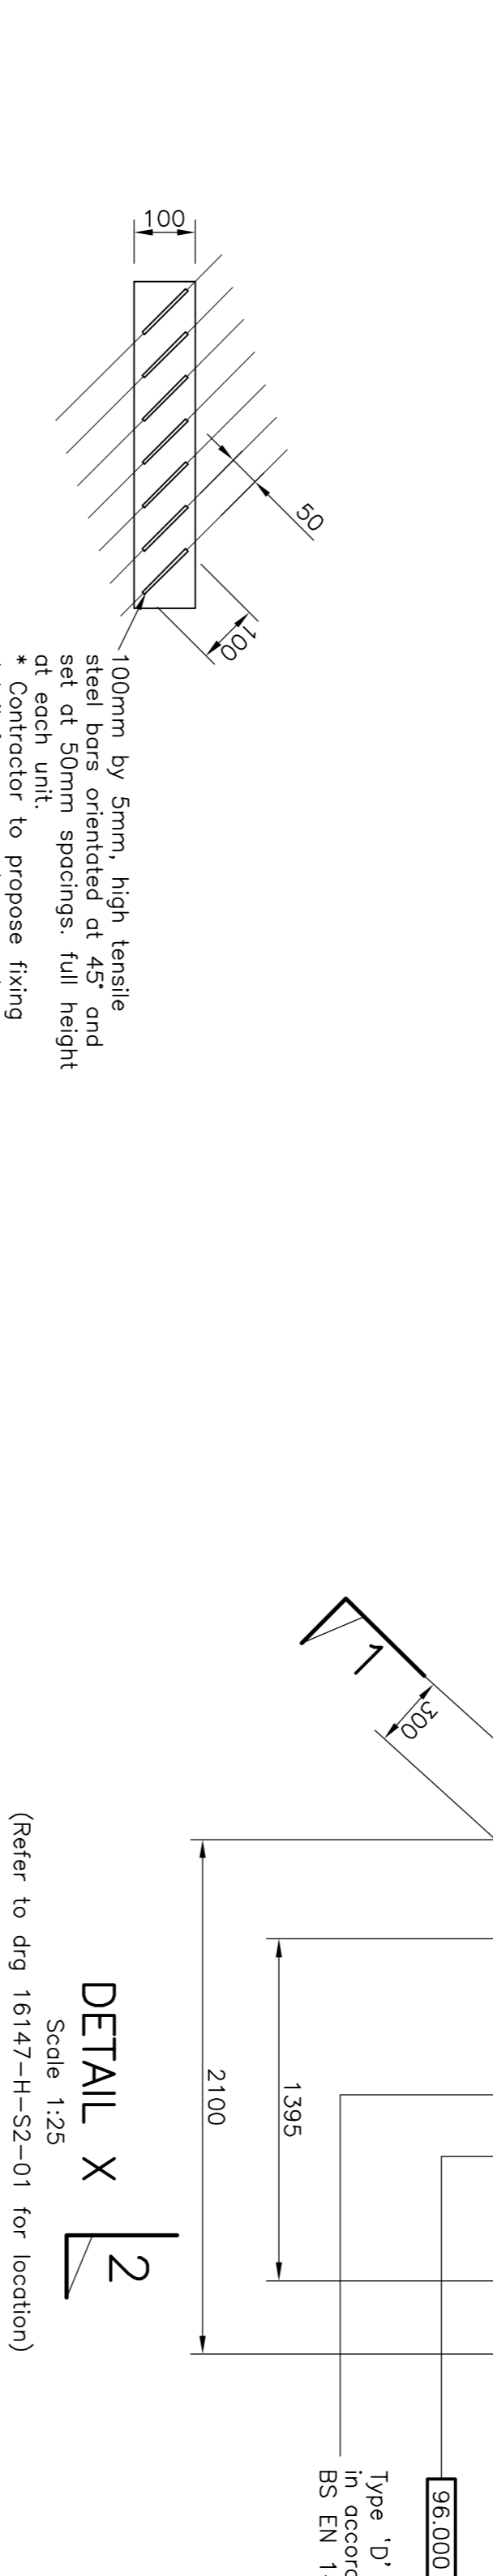 100
50
100
100mm by 5mm, high tensile
steel bars orientated at 45° and
set at 50mm spacings. full height
at each unit.
* Contractor to propose fixing
1
300
1395
2100
DETAIL X
Scale 1:25
(Refer to drg 16147-H-S2-01 for location)
2
96.000
Type 'D'
in accord
BS EN 1